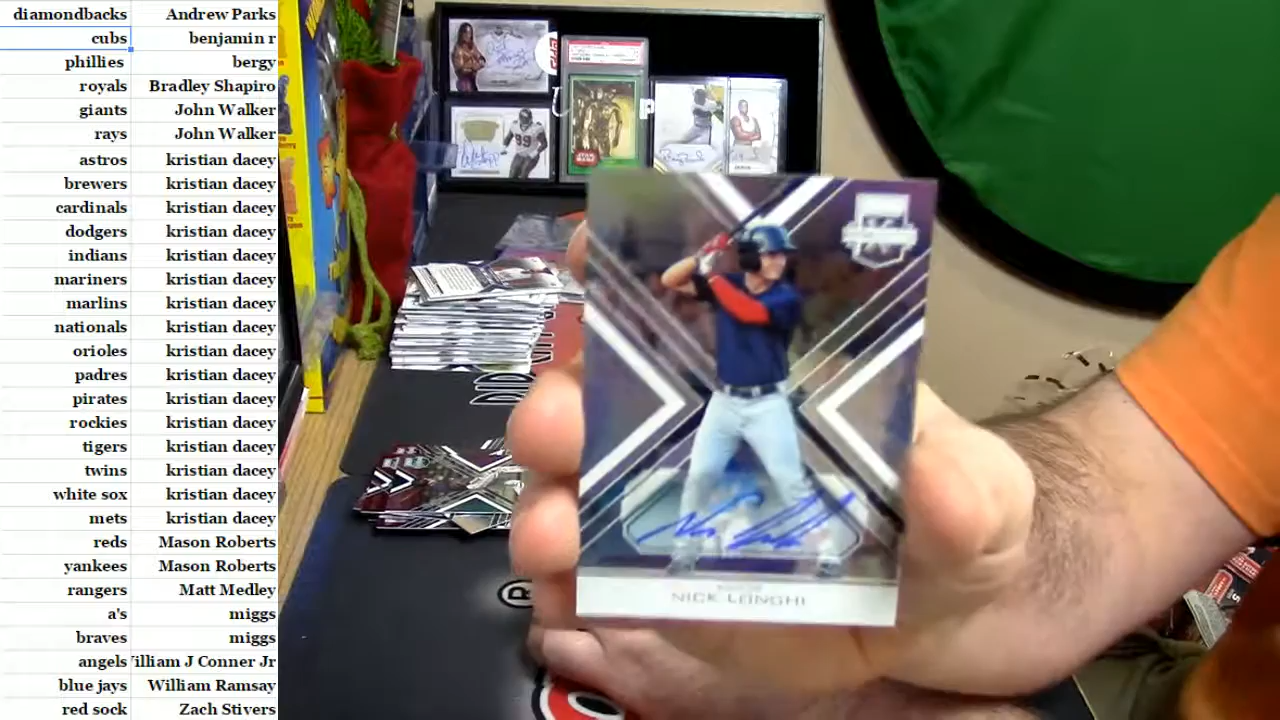 diamondbacks Andrew Parks
cubs benjamin r
phillies bergy
royals Bradley Shapiro
giants John Walker
rays John Walker
astros kristian dacey
brewers kristian dacey
cardinals kristian dacey
dodgers kristian dacey
indians kristian dacey
mariners kristian dacey
marlins kristian dacey
nationals kristian dacey
orioles kristian dacey
padres kristian dacey
pirates kristian dacey
rockies kristian dacey
tigers kristian dacey
twins kristian dacey
white sox kristian dacey
mets kristian dacey
reds Mason Roberts
yankees Mason Roberts
rangers Matt Medley
a's miggs
braves miggs
angels illiam J Conner Jr
blue jays William Ramsay
red sock Zach Stivers
STAR WARS
99
NICK LONGHI